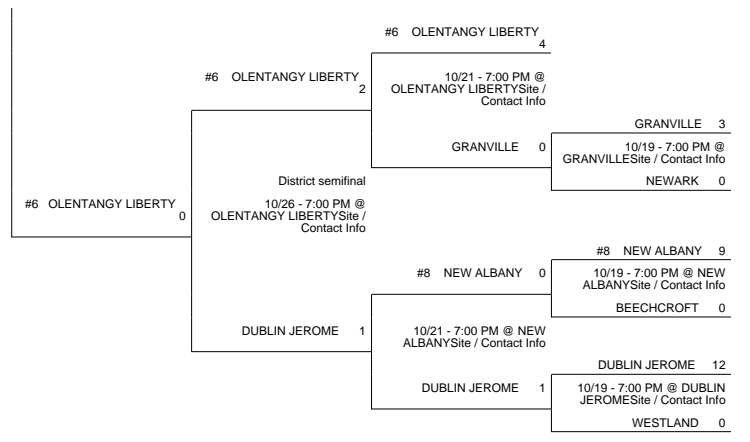 #6 OLENTANGY LIBERTY
4
#6 OLENTANGY LIBERTY
2
10/21 - 7:00 PM @
OLENTANGY LIBERTYSite /
Contact Info
GRANVILLE 3
GRANVILLE 0
10/19 - 7:00 PM @
GRANVILLESite / Contact Info
NEWARK 0
District semifinal
#6 OLENTANGY LIBERTY
0
10/26 - 7:00 PM @
OLENTANGY LIBERTYSite /
Contact Info
#8 NEW ALBANY 9
#8 NEW ALBANY 0
10/19 - 7:00 PM @ NEW
ALBANYSite / Contact Info
BEECHCROFT 0
DUBLIN JEROME 1
10/21 - 7:00 PM @ NEW
ALBANYSite / Contact Info
DUBLIN JEROME 12
DUBLIN JEROME 1
10/19 - 7:00 PM @ DUBLIN
JEROMESite / Contact Info
WESTLAND 0